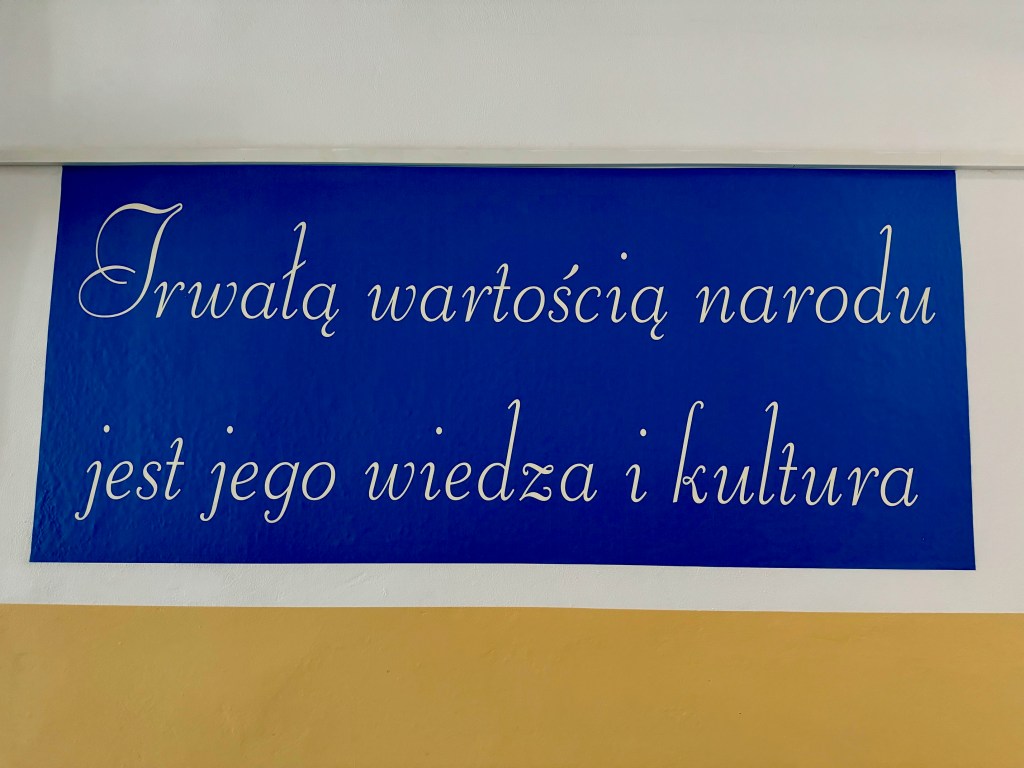 Trwałą wartością narodu
jest jego wiedza i kultura